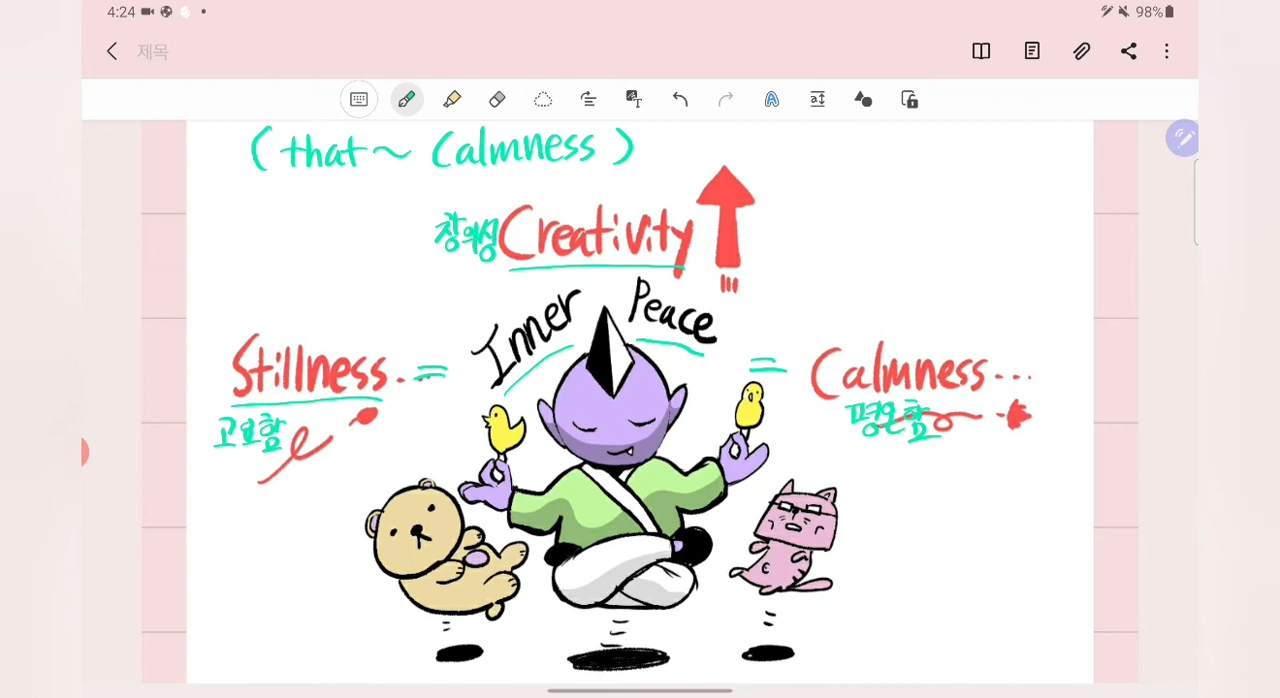 4:24
98%
제목
(that ~ Calmness)
창의성 Creativity
Inner Peace
Stillness. =
= Calmness...
고요함
평온함